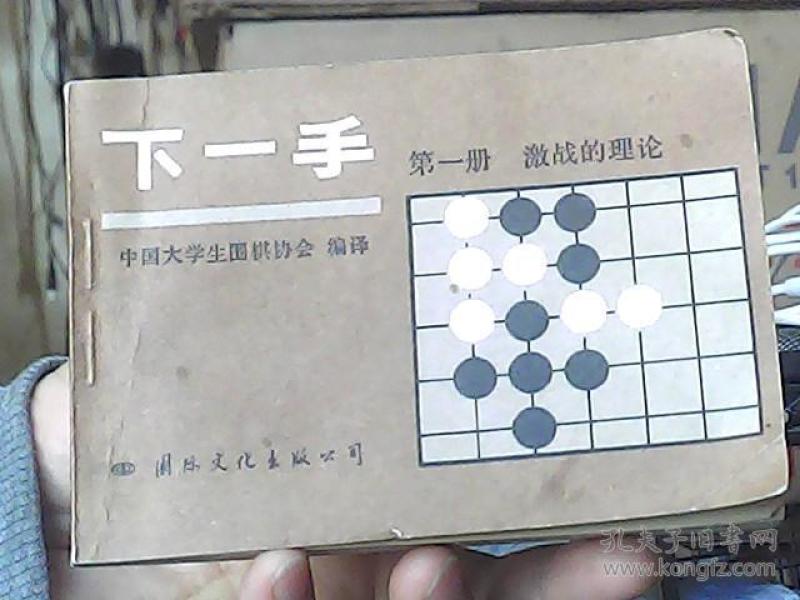 下一手
第一册 激战的理论
中国大学生围棋协会 编译
国际文化出版公司
孔夫子旧书网
www.kongfz.com